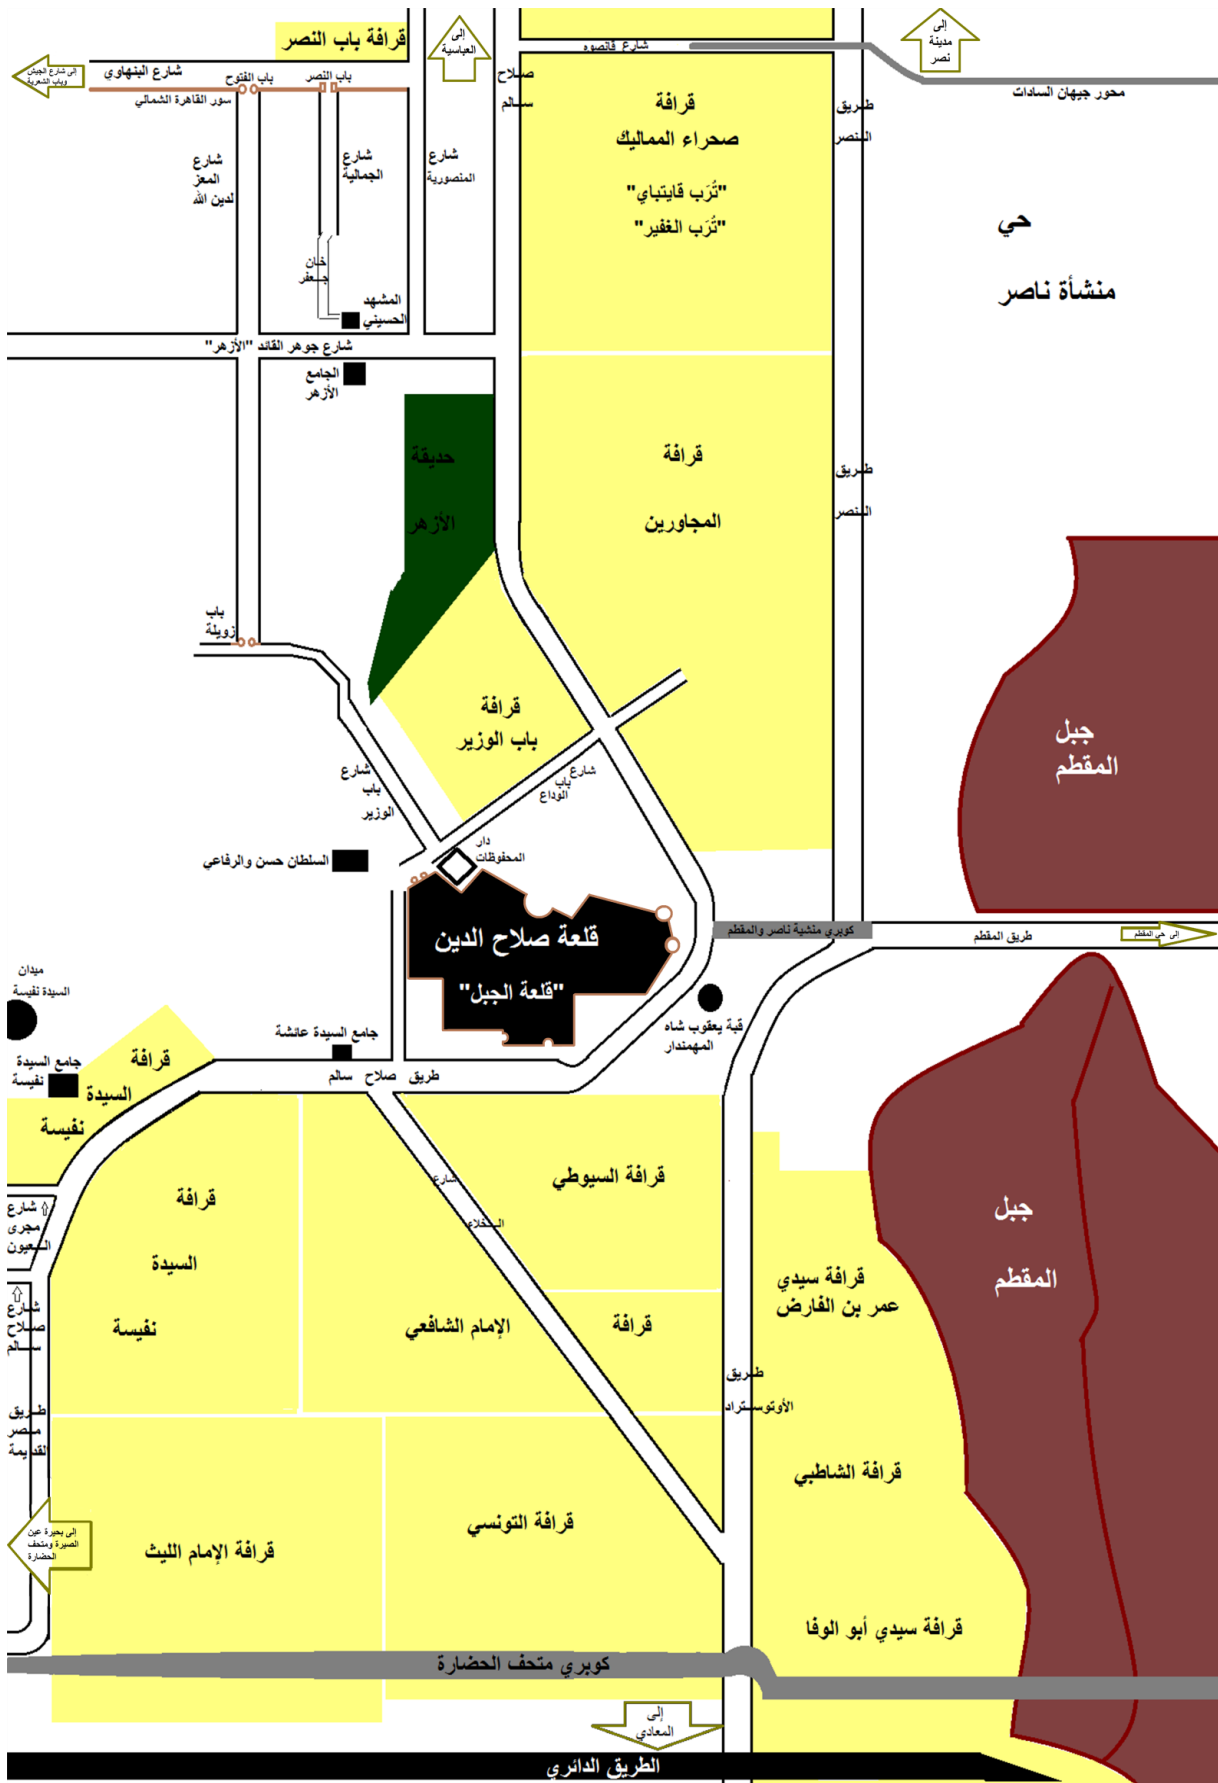 قرافة باب النصر
إلى
العباسية
إلى
مدينة
نصر
شارع قانصوه
محور جيهان السادات
إلى شارع الجيش
وباب الشعرية
شارع البنهاوي
باب الفتوح
باب النصر
سور القاهرة الشمالي
صلاح
سالم
قرافة
صحراء المماليك
"تُرَب قايتباي"
"تُرَب الغفير"
طريق
النصر
شارع
المعز
لدين الله
شارع
الجمالية
شارع
المنصورية
حي
منشأة ناصر
خان
جعفر
المشهد
الحسيني
شارع جوهر القائد "الأزهر"
الجامع
الأزهر
حديقة
الأزهر
قرافة
المجاورين
طريق
النصر
باب
زويلة
قرافة
باب الوزير
جبل
المقطم
شارع
باب
الوزير
شارع
باب
الوداع
دار
المحفوظات
السلطان حسن والرفاعي
قلعة صلاح الدين
"قلعة الجبل"
كوبري منشية ناصر والمقطم
طريق المقطم
إلى حي المقطم
ميدان
السيدة نفيسة
قبة يعقوب شاه
المهمندار
جامع السيدة عائشة
جامع السيدة
نفيسة
قرافة
السيدة
نفيسة
طريق صلاح سالم
شارع
مجرى
العيون
قرافة
السيدة
نفيسة
شارع
الخلاء
قرافة السيوطي
جبل
المقطم
قرافة سيدي
عمر بن الفارض
شارع
صلاح
سالم
قرافة
الإمام الشافعي
طريق
الأوتوستراد
طريق
مصر
القديمة
قرافة الشاطبي
إلى بحيرة عين
الصيرة ومتحف
الحضارة
قرافة الإمام الليث
قرافة التونسي
قرافة سيدي أبو الوفا
كوبري متحف الحضارة
إلى
المعادي
الطريق الدائري